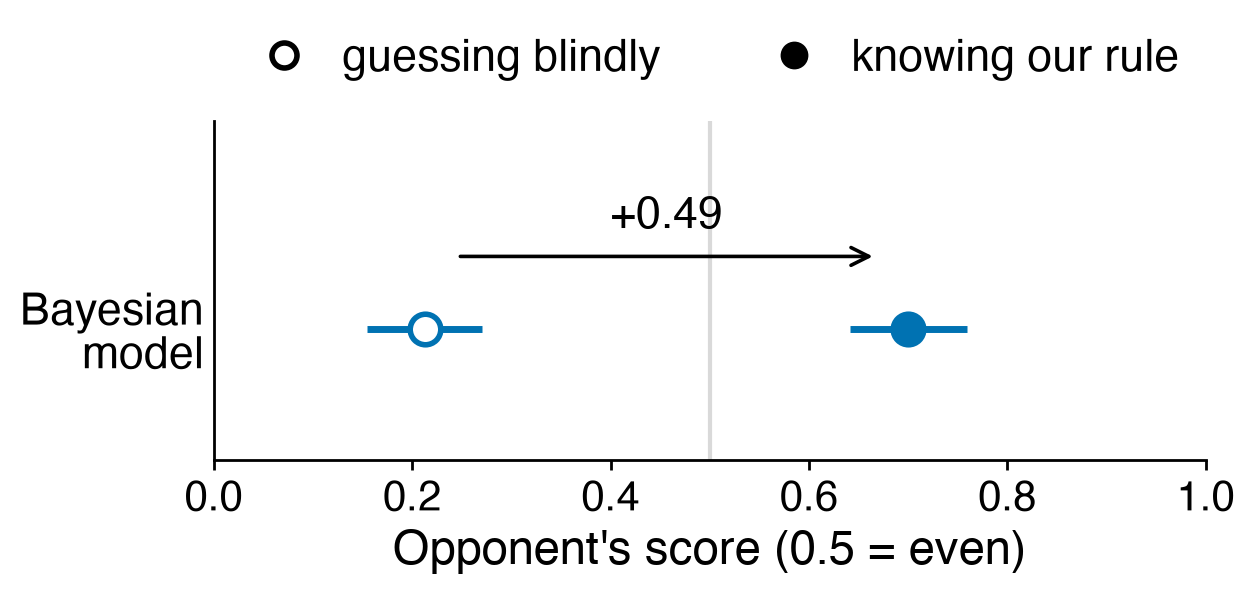 guessing blindly
knowing our rule
+0.49
Bayesian
model
0.0 0.2 0.4 0.6 0.8 1.0
Opponent's score (0.5 = even)